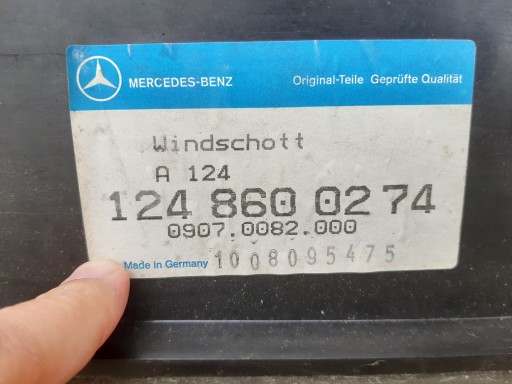 MERCEDES-BENZ Original-Teile Geprüfte Qualität
Windschott
A 124
124 860 02 74
0907.0082.000
Made in Germany 1008095475